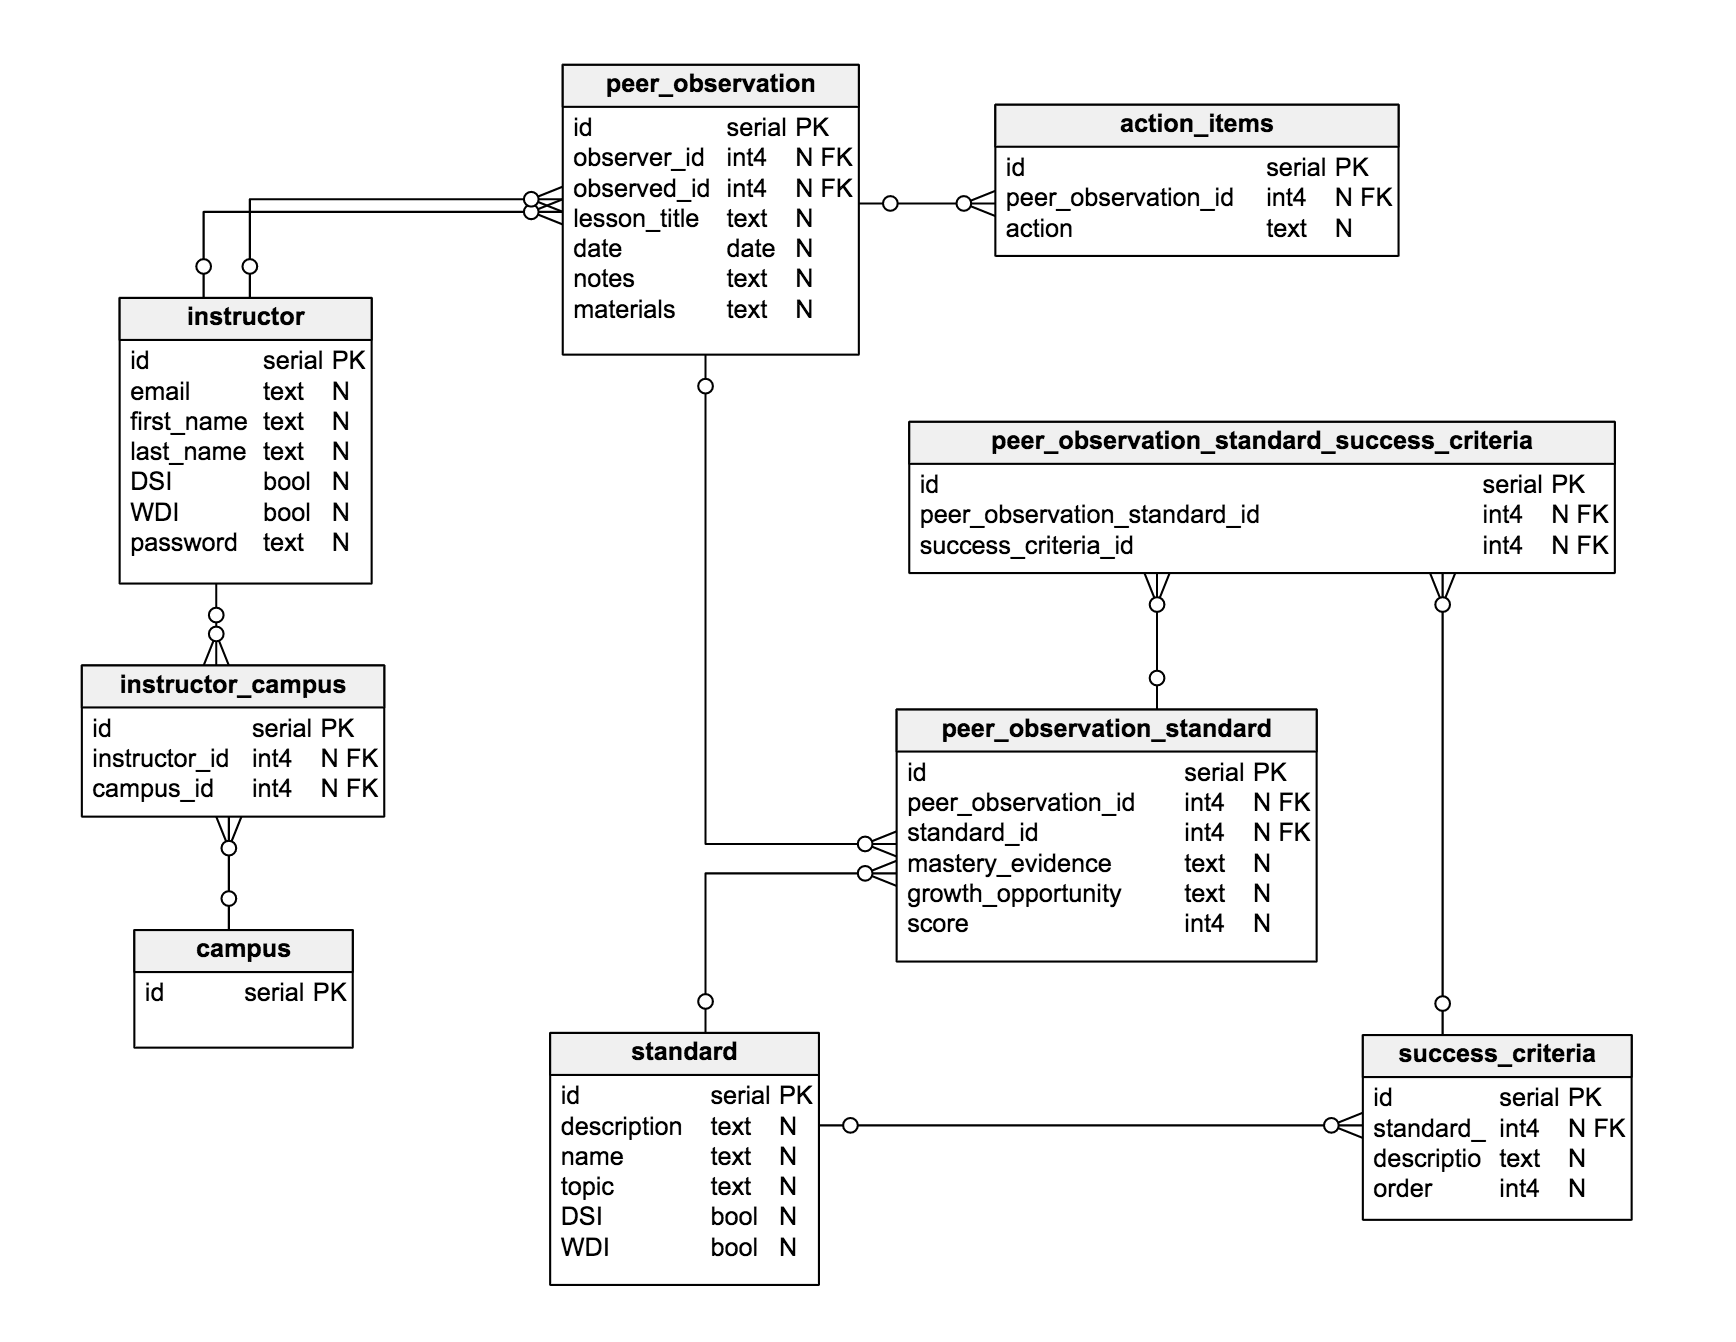 peer_observation
id serial PK
observer_id int4 N FK
observed_id int4 N FK
lesson_title text N
date date N
notes text N
materials text N
action_items
id serial PK
peer_observation_id int4 N FK
action text N
instructor
id serial PK
email text N
first_name text N
last_name text N
DSI bool N
WDI bool N
password text N
peer_observation_standard_success_criteria
id serial PK
peer_observation_standard_id int4 N FK
success_criteria_id int4 N FK
instructor_campus
id serial PK
instructor_id int4 N FK
campus_id int4 N FK
peer_observation_standard
id serial PK
peer_observation_id int4 N FK
standard_id int4 N FK
mastery_evidence text N
growth_opportunity text N
score int4 N
campus
id serial PK
standard
id serial PK
description text N
name text N
topic text N
DSI bool N
WDI bool N
success_criteria
id serial PK
standard_ int4 N FK
descriptio text N
order int4 N